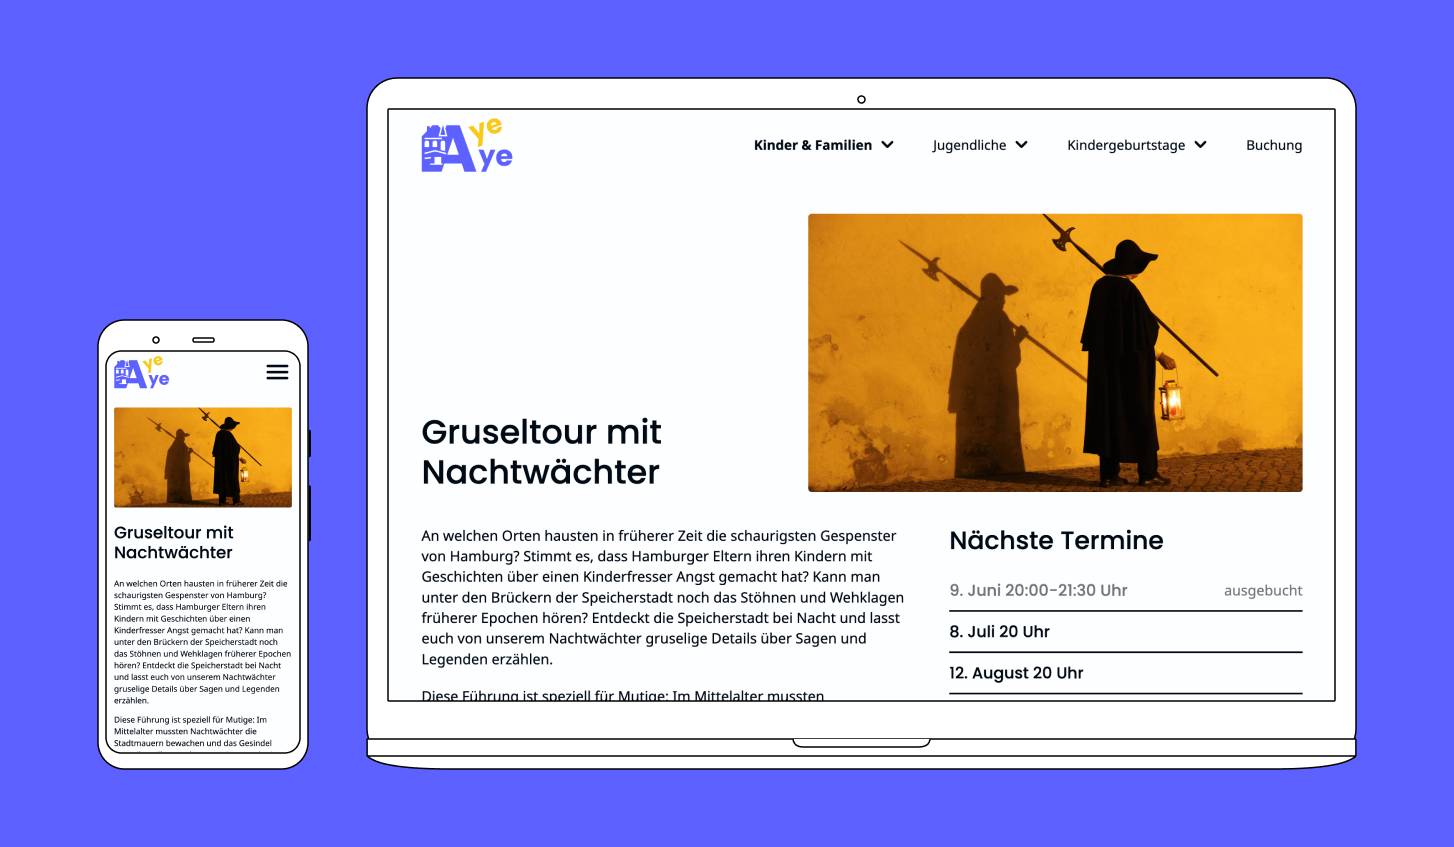 Aye
ye
Kinder & Familien
Jugendliche
Kindergeburtstage
Buchung
Gruseltour mit
Nachtwächter
An welchen Orten hausten in früherer Zeit die schaurigsten Gespenster
von Hamburg? Stimmt es, dass Hamburger Eltern ihren Kindern mit
Geschichten über einen Kinderfresser Angst gemacht hat? Kann man
unter den Brückern der Speicherstadt noch das Stöhnen und Wehklagen
früherer Epochen hören? Entdeckt die Speicherstadt bei Nacht und lasst
euch von unserem Nachtwächter gruselige Details über Sagen und
Legenden erzählen.
Diese Führung ist speziell für Mutige: Im Mittelalter mussten
Nächste Termine
9. Juni 20:00–21:30 Uhr ausgebucht
8. Juli 20 Uhr
12. August 20 Uhr
Aye
ye
Gruseltour mit
Nachtwächter
An welchen Orten hausten in früherer Zeit die
schaurigsten Gespenster von Hamburg?
Stimmt es, dass Hamburger Eltern ihren
Kindern mit Geschichten über einen
Kinderfresser Angst gemacht hat? Kann man
unter den Brückern der Speicherstadt noch
das Stöhnen und Wehklagen früherer Epochen
hören? Entdeckt die Speicherstadt bei Nacht
und lasst euch von unserem Nachtwächter
gruselige Details über Sagen und Legenden
erzählen.
Diese Führung ist speziell für Mutige: Im
Mittelalter mussten Nachtwächter die
Stadtmauern bewachen und das Gesindel